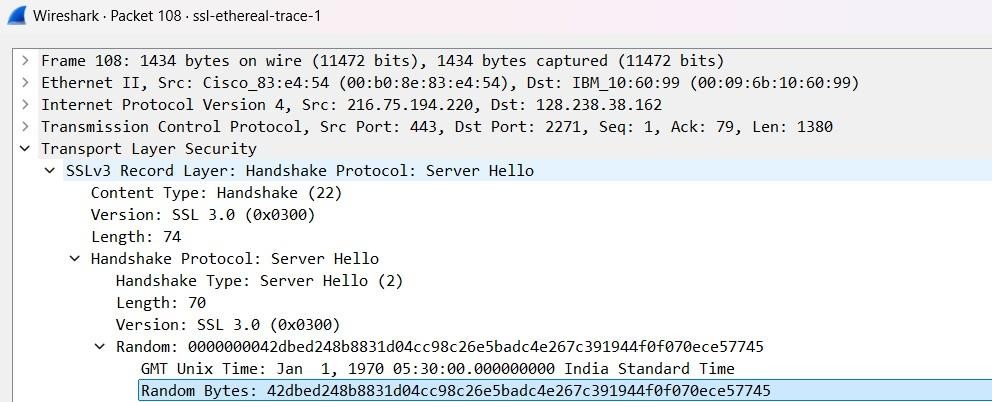 Wireshark · Packet 108 · ssl-ethereal-trace-1
Frame 108: 1434 bytes on wire (11472 bits), 1434 bytes captured (11472 bits)
Ethernet II, Src: Cisco_83:e4:54 (00:b0:8e:83:e4:54), Dst: IBM_10:60:99 (00:09:6b:10:60:99)
Internet Protocol Version 4, Src: 216.75.194.220, Dst: 128.238.38.162
Transmission Control Protocol, Src Port: 443, Dst Port: 2271, Seq: 1, Ack: 79, Len: 1380
Transport Layer Security
SSLv3 Record Layer: Handshake Protocol: Server Hello
Content Type: Handshake (22)
Version: SSL 3.0 (0x0300)
Length: 74
Handshake Protocol: Server Hello
Handshake Type: Server Hello (2)
Length: 70
Version: SSL 3.0 (0x0300)
Random: 0000000042dbed248b8831d04cc98c26e5badc4e267c391944f0f070ece57745
GMT Unix Time: Jan  1, 1970 05:30:00.000000000 India Standard Time
Random Bytes: 42dbed248b8831d04cc98c26e5badc4e267c391944f0f070ece57745